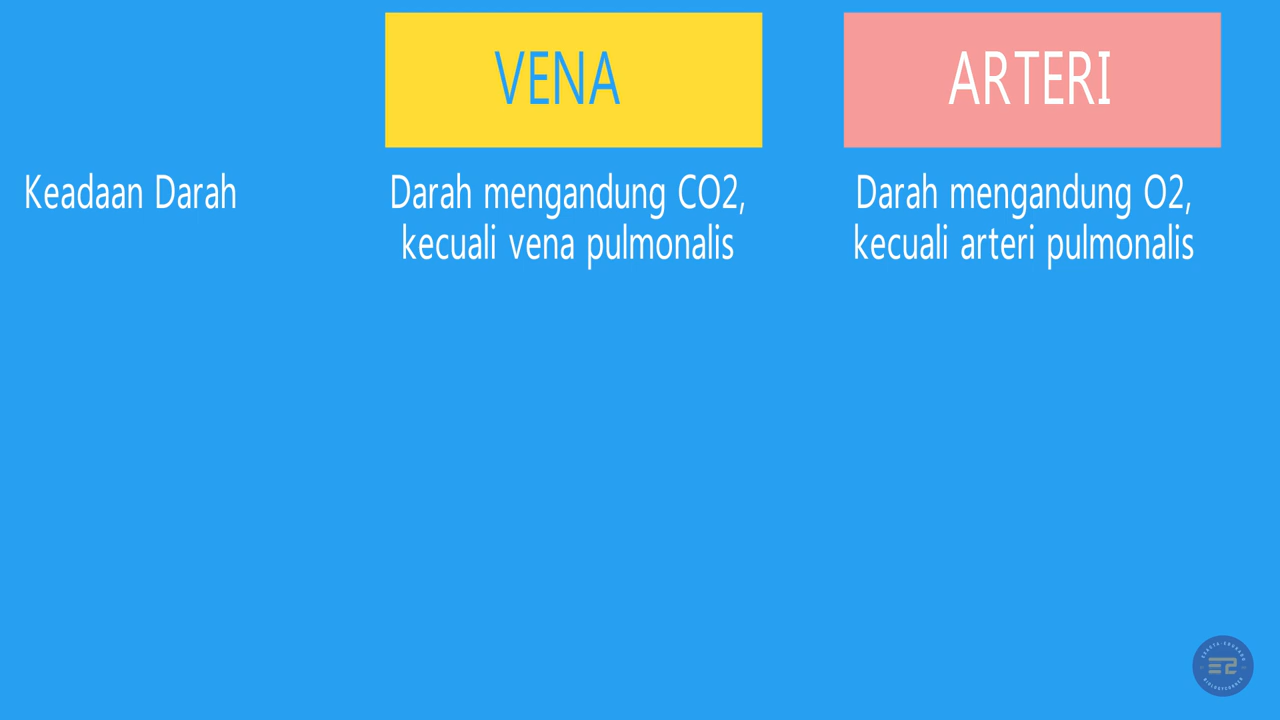 VENA
ARTERI
Keadaan Darah
Darah mengandung CO2,
kecuali vena pulmonalis
Darah mengandung O2,
kecuali arteri pulmonalis